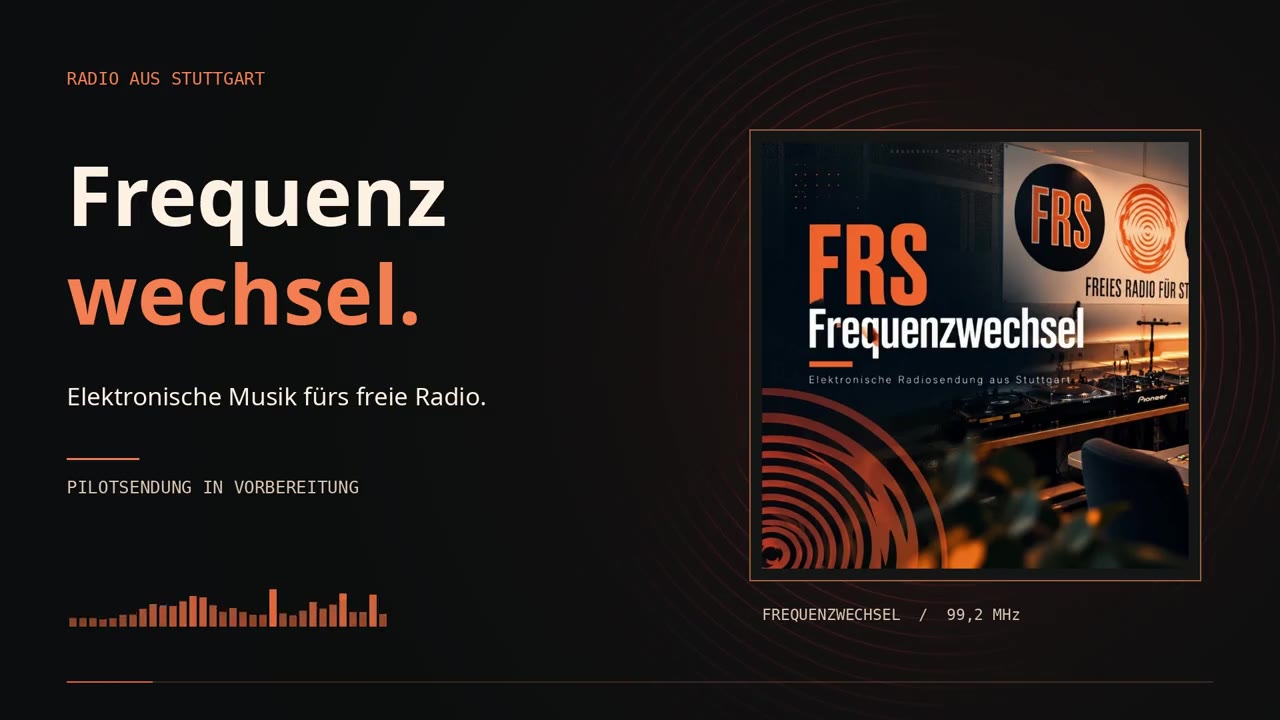 RADIO AUS STUTTGART
Frequenz
wechsel.
Elektronische Musik fürs freie Radio.
PILOTSENDUNG IN VORBEREITUNG
FRS
FREIES RADIO FÜR ST
FRS
Frequenzwechsel
Elektronische Radiosendung aus Stuttgart
Pioneer
FREQUENZWECHSEL / 99,2 MHz